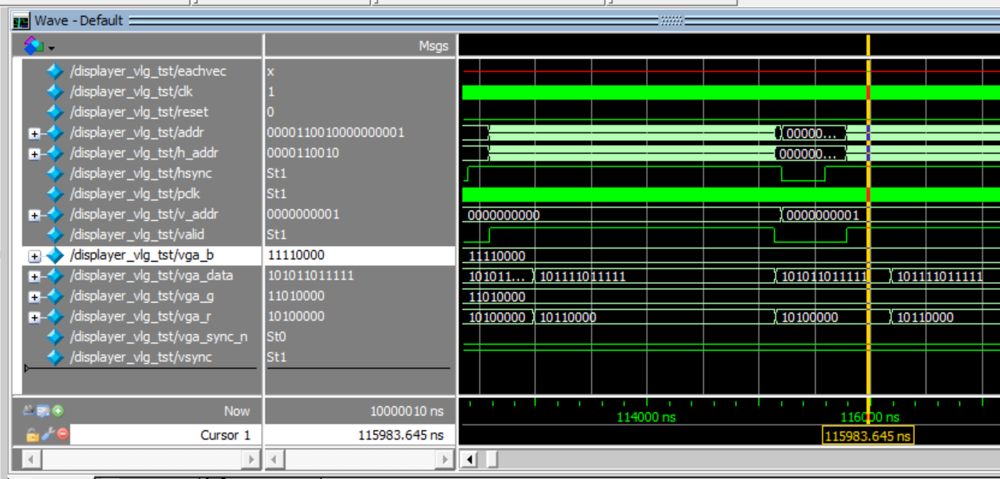 Wave - Default
Msgs
/displayer_vlg_tst/eachvec x
/displayer_vlg_tst/clk 1
/displayer_vlg_tst/reset 0
/displayer_vlg_tst/addr 0000110010000000001 00000...
/displayer_vlg_tst/h_addr 0000110010 000000...
/displayer_vlg_tst/hsync St1
/displayer_vlg_tst/pclk St1
/displayer_vlg_tst/v_addr 0000000001 0000000000 0000000001
/displayer_vlg_tst/valid St1
/displayer_vlg_tst/vga_b 11110000 11110000
/displayer_vlg_tst/vga_data 101011011111 101011... 101111011111 101011011111 101111011111
/displayer_vlg_tst/vga_g 11010000 11010000
/displayer_vlg_tst/vga_r 10100000 10100000 10110000 10100000 10110000
/displayer_vlg_tst/vga_sync_n St0
/displayer_vlg_tst/vsync St1
Now 10000010 ns 114000 ns 116000 ns
Cursor 1 115983.645 ns 115983.645 ns